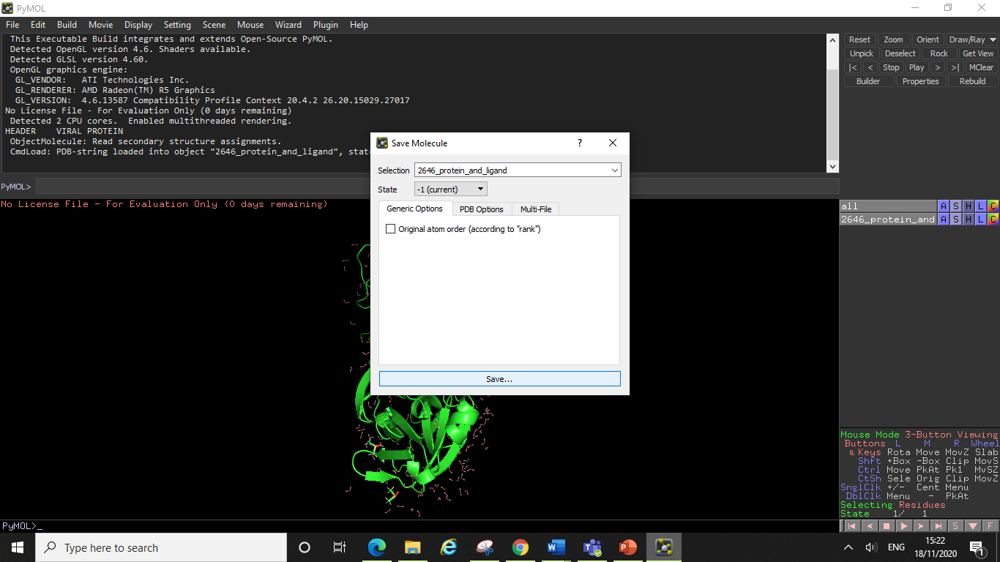 PyMOL
File Edit Build Movie Display Setting Scene Mouse Wizard Plugin Help
This Executable Build integrates and extends Open-Source PyMOL.
Detected OpenGL version 4.6. Shaders available.
Detected GLSL version 4.60.
OpenGL graphics engine:
GL_VENDOR: ATI Technologies Inc.
GL_RENDERER: AMD Radeon(TM) R5 Graphics
GL_VERSION: 4.6.13587 Compatibility Profile Context 20.4.2 26.20.15029.27017
No License File - For Evaluation Only (0 days remaining)
Detected 2 CPU cores. Enabled multithreaded rendering.
HEADER VIRAL PROTEIN
ObjectMolecule: Read secondary structure assignments.
CmdLoad: PDB-string loaded into object "2646_protein_and_ligand", state
PyMOL>
Reset Zoom Orient Draw/Ray
Unpick Deselect Rock Get View
|< < Stop Play > >| MClear
Builder Properties Rebuild
No License File - For Evaluation Only (0 days remaining)
Save Molecule ?
Selection 2646_protein_and_ligand
State -1 (current)
Generic Options PDB Options Multi-File
Original atom order (according to "rank")
Save...
all A S H L C
2646_protein_and A S H L C
Mouse Mode 3-Button Viewing
Buttons L M R Wheel
& Keys Rota Move MovZ Slab
Shft +Box -Box Clip MovS
Ctrl Move PkAt Pk1 MvSZ
CtSh Sele Orig Clip MovZ
SnglClk +/- Cent Menu
DblClk Menu - PkAt
Selecting Residues
State 1/ 1
S F
PyMOL>_
Type here to search
ENG
15:22
18/11/2020
1